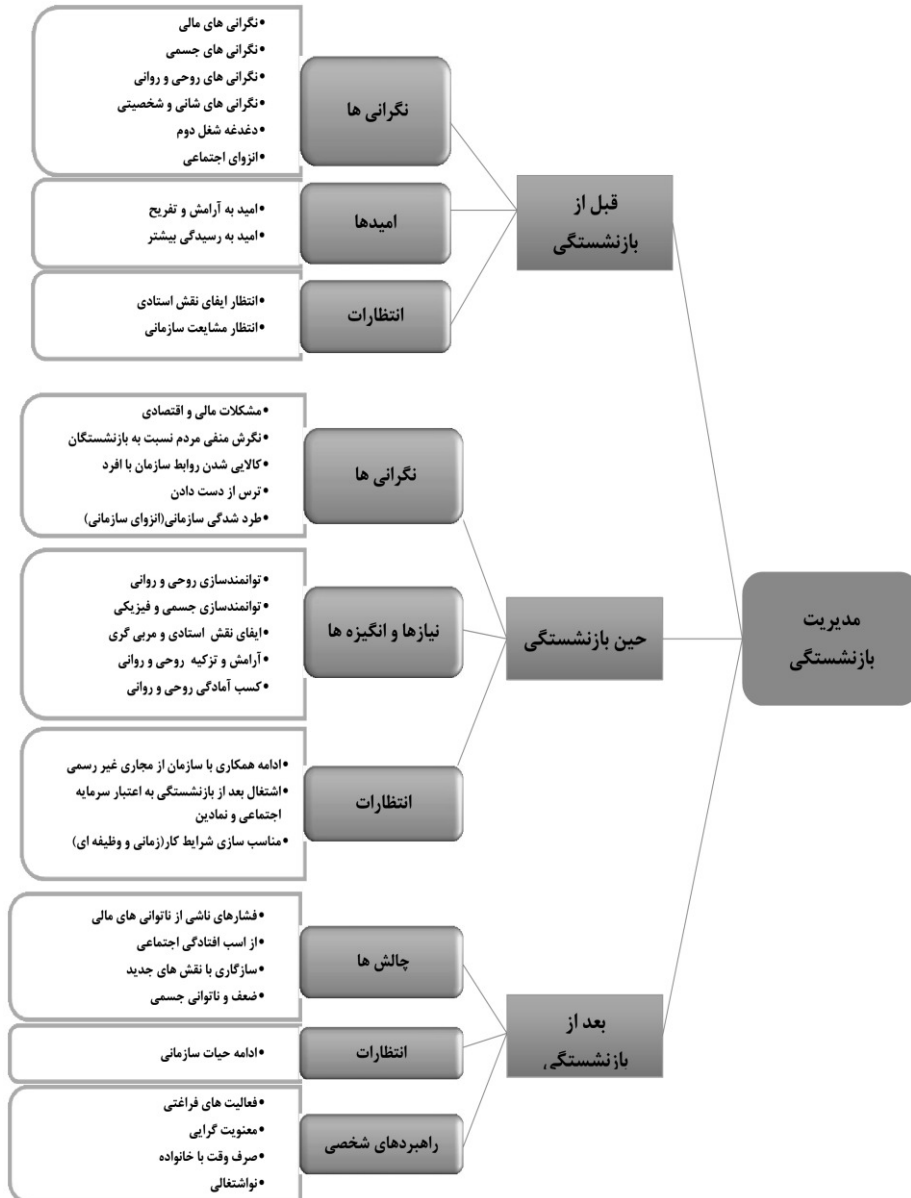 مدیریت
بازنشستگی
قبل از
بازنشستگی
نگرانی ها
•نگرانی های مالی
•نگرانی های جسمی
•نگرانی های روحی و روانی
•نگرانی های شانی و شخصیتی
•دغدغه شغل دوم
•انزوای اجتماعی
امیدها
•امید به آرامش و تفریح
•امید به رسیدگی بیشتر
انتظارات
•انتظار ایفای نقش استادی
•انتظار مشایعت سازمانی
حین بازنشستگی
نگرانی ها
•مشکلات مالی و اقتصادی
•نگرش منفی مردم نسبت به بازنشستگان
•کالایی شدن روابط سازمان با افرد
•ترس از دست دادن
•طرد شدگی سازمانی(انزوای سازمانی)
نیازها و انگیزه ها
•توانمندسازی روحی و روانی
•توانمندسازی جسمی و فیزیکی
•ایفای نقش استادی و مربی گری
•آرامش و تزکیه روحی و روانی
•کسب آمادگی روحی و روانی
انتظارات
•ادامه همکاری با سازمان از مجاری غیر رسمی
•اشتغال بعد از بازنشستگی به اعتبار سرمایه
اجتماعی و نمادین
•مناسب سازی شرایط کار(زمانی و وظیفه ای)
بعد از
بازنشستگی
چالش ها
•فشارهای ناشی از ناتوانی های مالی
•از اسب افتادگی اجتماعی
•سازگاری با نقش های جدید
•ضعف و ناتوانی جسمی
انتظارات
•ادامه حیات سازمانی
راهبردهای شخصی
•فعالیت های فراغتی
•معنویت گرایی
•صرف وقت با خانواده
•نواشتغالی